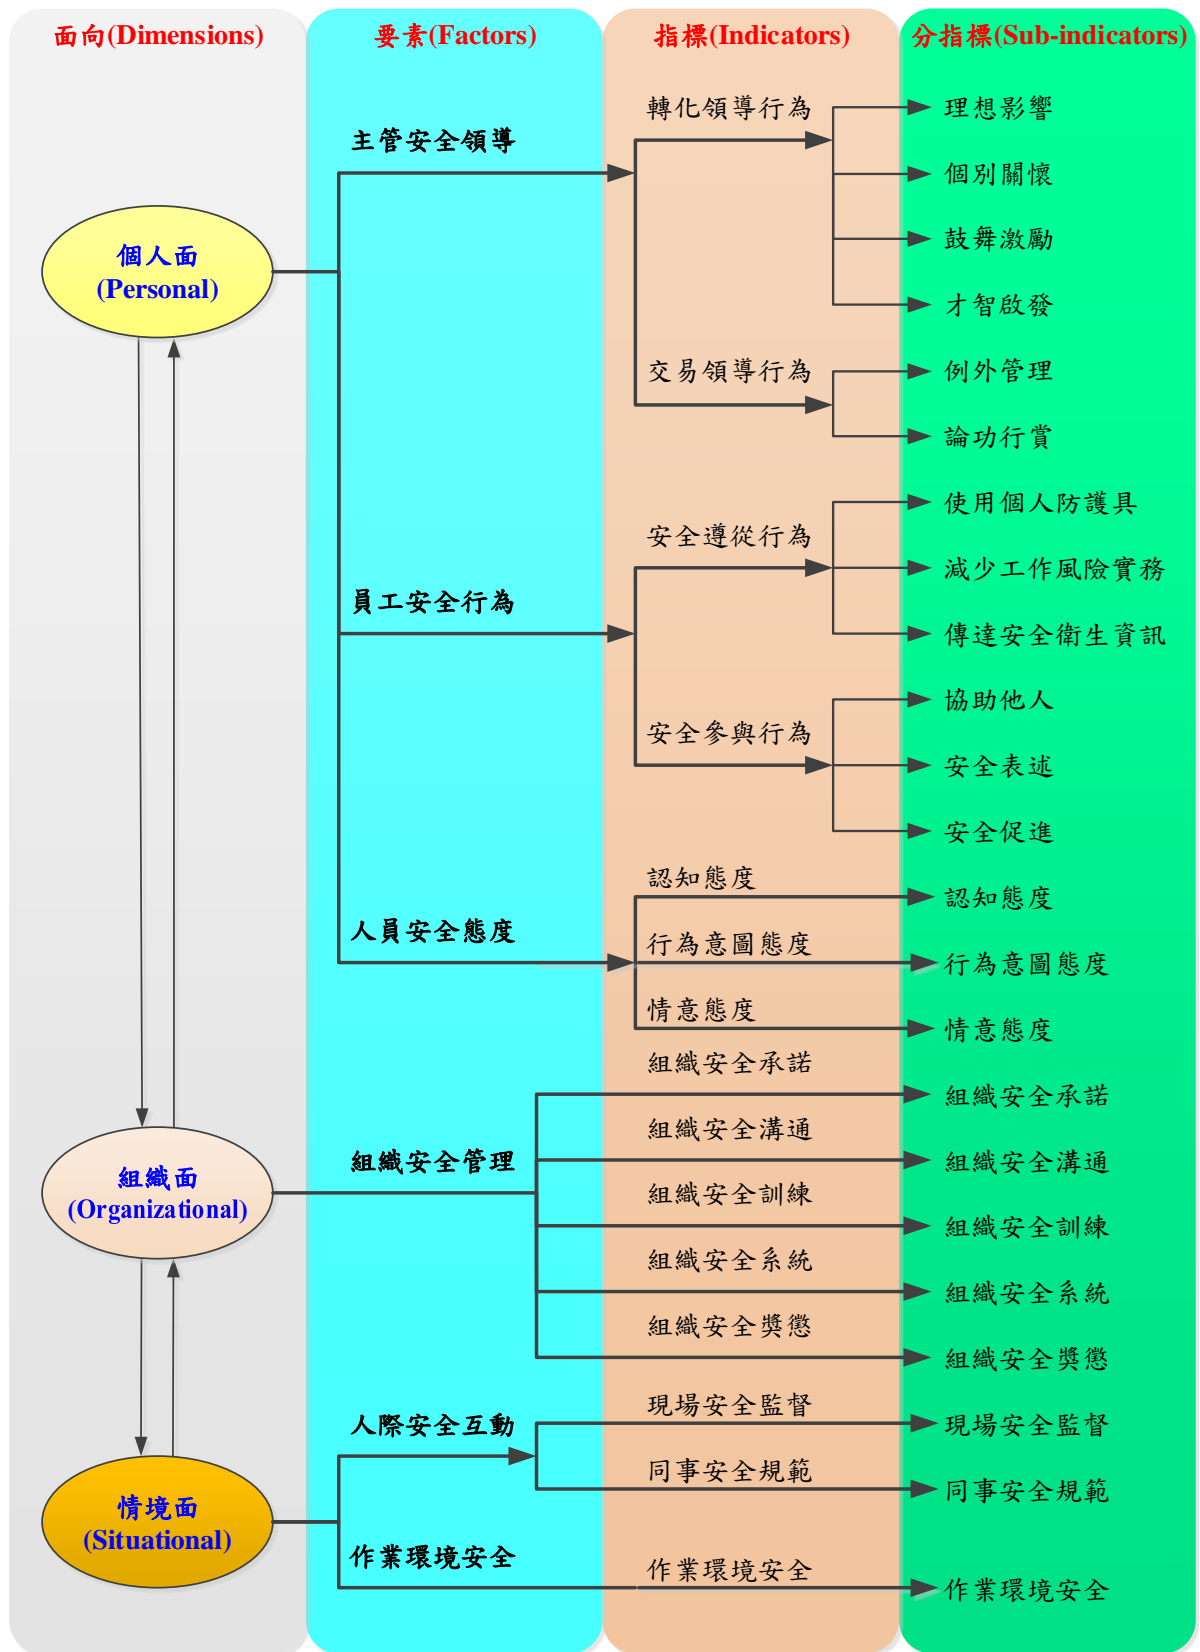 面向(Dimensions)
要素(Factors)
指標(Indicators)
分指標(Sub-indicators)
個人面
(Personal)
主管安全領導
轉化領導行為
理想影響
個別關懷
鼓舞激勵
才智啟發
交易領導行為
例外管理
論功行賞
員工安全行為
安全遵從行為
使用個人防護具
減少工作風險實務
傳達安全衛生資訊
安全參與行為
協助他人
安全表述
安全促進
人員安全態度
認知態度
認知態度
行為意圖態度
行為意圖態度
情意態度
情意態度
組織面
(Organizational)
組織安全管理
組織安全承諾
組織安全承諾
組織安全溝通
組織安全溝通
組織安全訓練
組織安全訓練
組織安全系統
組織安全系統
組織安全獎懲
組織安全獎懲
情境面
(Situational)
人際安全互動
現場安全監督
現場安全監督
同事安全規範
同事安全規範
作業環境安全
作業環境安全
作業環境安全